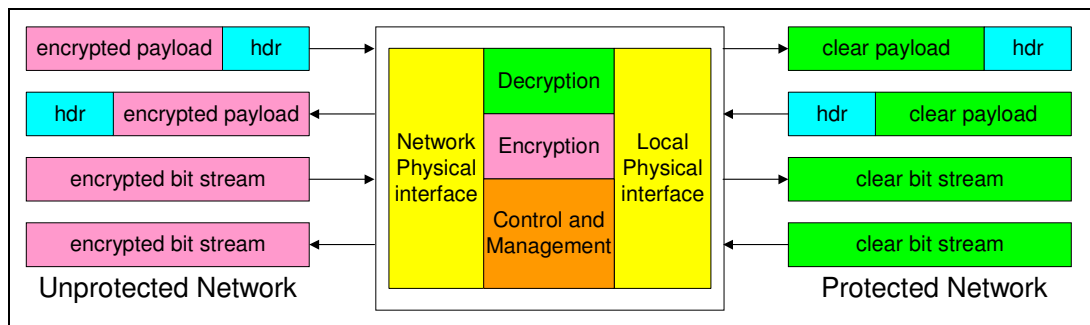 encrypted payload hdr
hdr encrypted payload
encrypted bit stream
encrypted bit stream
Unprotected Network
Network
Physical
interface
Decryption
Encryption
Control and
Management
Local
Physical
interface
clear payload hdr
hdr clear payload
clear bit stream
clear bit stream
Protected Network